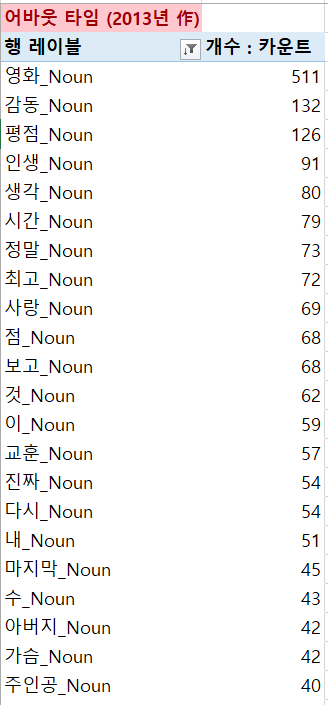 어바웃 타임 (2013년 作)
행 레이블 개수 : 카운트
영화_Noun 511
감동_Noun 132
평점_Noun 126
인생_Noun 91
생각_Noun 80
시간_Noun 79
정말_Noun 73
최고_Noun 72
사랑_Noun 69
점_Noun 68
보고_Noun 68
것_Noun 62
이_Noun 59
교훈_Noun 57
진짜_Noun 54
다시_Noun 54
내_Noun 51
마지막_Noun 45
수_Noun 43
아버지_Noun 42
가슴_Noun 42
주인공_Noun 40